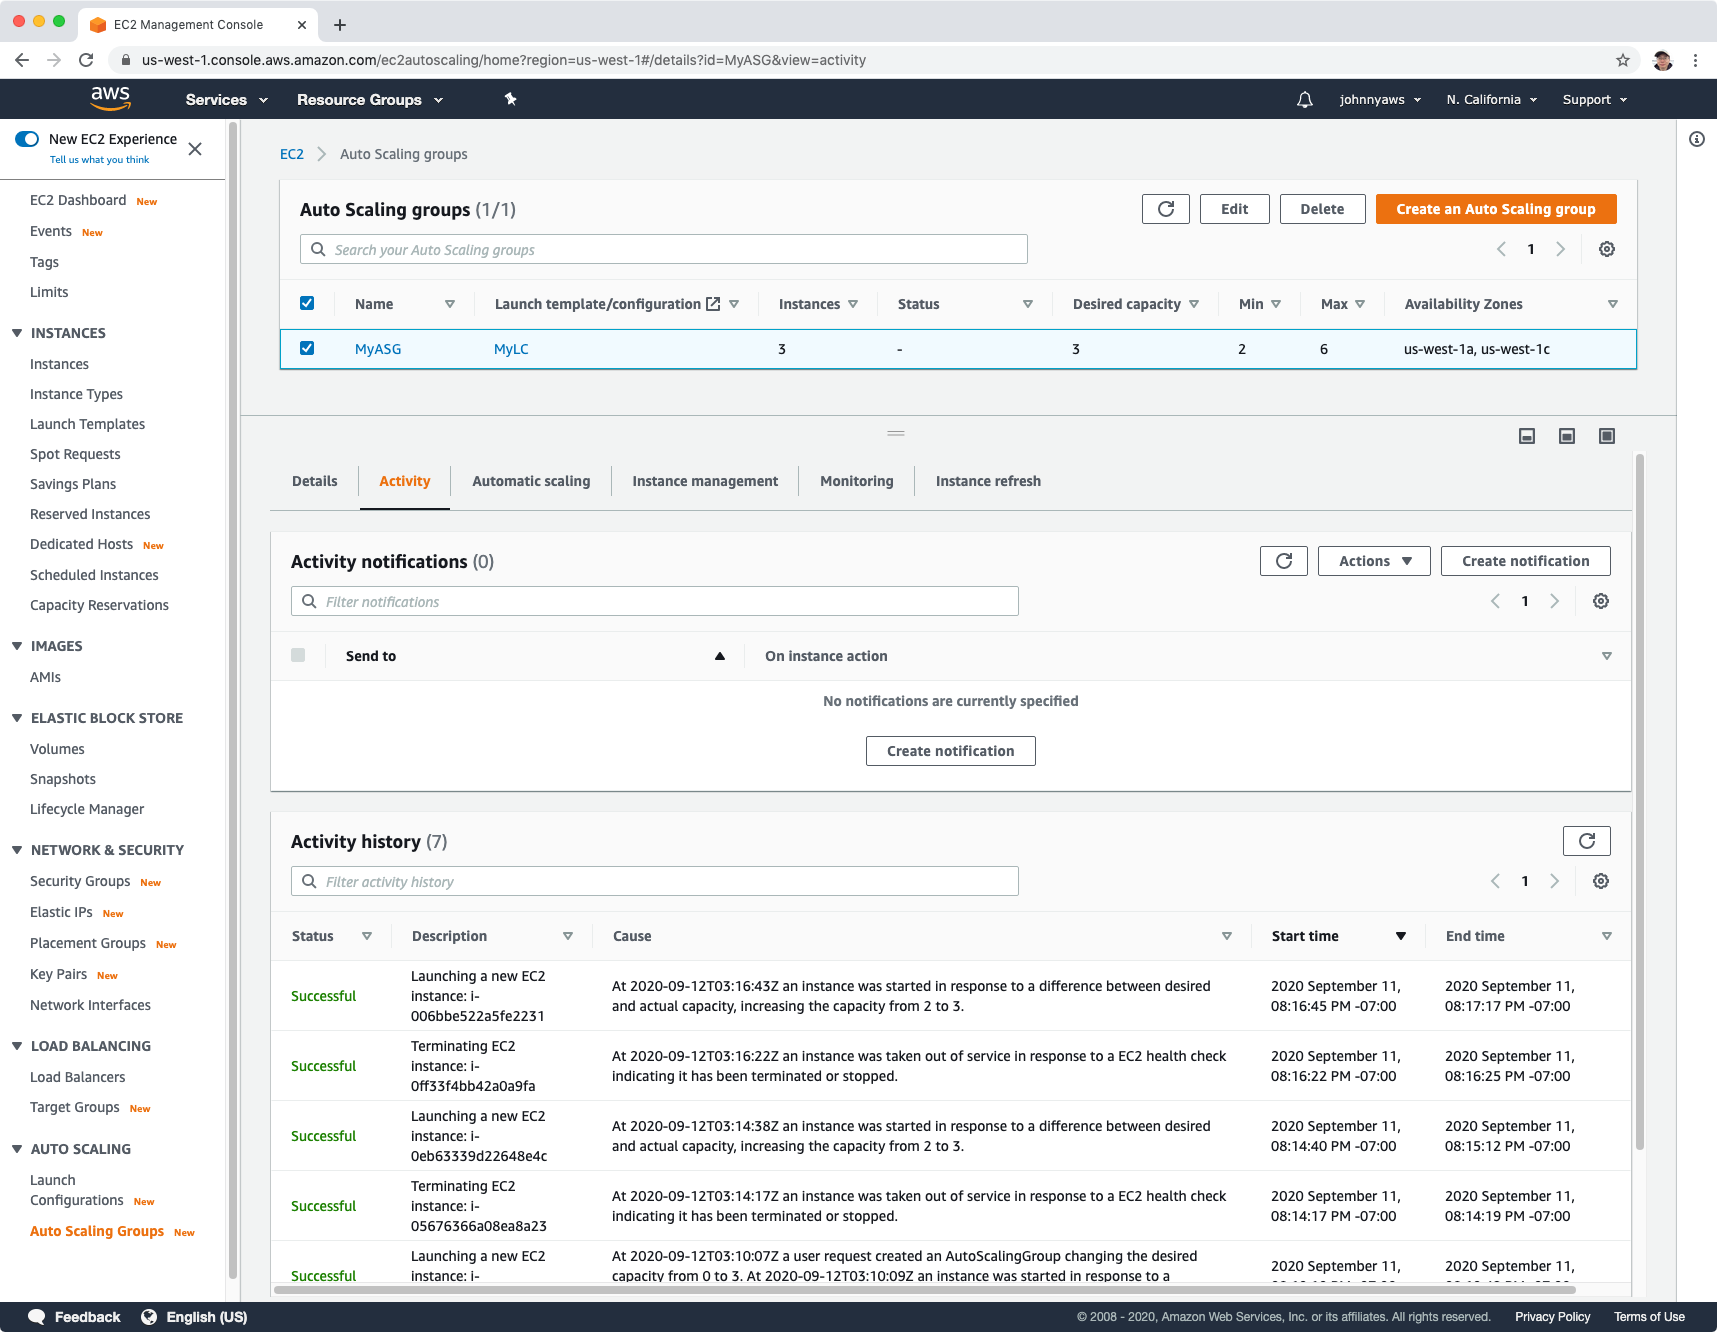 EC2 Management Console
us-west-1.console.aws.amazon.com/ec2autoscaling/home?region=us-west-1#/details?id=MyASG&view=activity
aws Services Resource Groups johnnyaws N. California Support
New EC2 Experience
Tell us what you think
EC2 Dashboard New
Events New
Tags
Limits
INSTANCES
Instances
Instance Types
Launch Templates
Spot Requests
Savings Plans
Reserved Instances
Dedicated Hosts New
Scheduled Instances
Capacity Reservations
IMAGES
AMIs
ELASTIC BLOCK STORE
Volumes
Snapshots
Lifecycle Manager
NETWORK & SECURITY
Security Groups New
Elastic IPs New
Placement Groups New
Key Pairs New
Network Interfaces
LOAD BALANCING
Load Balancers
Target Groups New
AUTO SCALING
Launch
Configurations New
Auto Scaling Groups New
EC2 Auto Scaling groups
Auto Scaling groups (1/1) Edit Delete Create an Auto Scaling group
Search your Auto Scaling groups 1
Name Launch template/configuration Instances Status Desired capacity Min Max Availability Zones
MyASG MyLC 3 - 3 2 6 us-west-1a, us-west-1c
Details Activity Automatic scaling Instance management Monitoring Instance refresh
Activity notifications (0) Actions Create notification
Filter notifications 1
Send to On instance action
No notifications are currently specified
Create notification
Activity history (7)
Filter activity history 1
Status Description Cause Start time End time
Launching a new EC2
At 2020-09-12T03:16:43Z an instance was started in response to a difference between desired 2020 September 11, 2020 September 11,
Successful instance: i-
and actual capacity, increasing the capacity from 2 to 3. 08:16:45 PM -07:00 08:17:17 PM -07:00
006bbe522a5fe2231
Terminating EC2
At 2020-09-12T03:16:22Z an instance was taken out of service in response to a EC2 health check 2020 September 11, 2020 September 11,
Successful instance: i-
indicating it has been terminated or stopped. 08:16:22 PM -07:00 08:16:25 PM -07:00
0ff33f4bb42a0a9fa
Launching a new EC2
At 2020-09-12T03:14:38Z an instance was started in response to a difference between desired 2020 September 11, 2020 September 11,
Successful instance: i-
and actual capacity, increasing the capacity from 2 to 3. 08:14:40 PM -07:00 08:15:12 PM -07:00
0eb63339d22648e4c
Terminating EC2
At 2020-09-12T03:14:17Z an instance was taken out of service in response to a EC2 health check 2020 September 11, 2020 September 11,
Successful instance: i-
indicating it has been terminated or stopped. 08:14:17 PM -07:00 08:14:19 PM -07:00
05676366a08ea8a23
Launching a new EC2 At 2020-09-12T03:10:07Z a user request created an AutoScalingGroup changing the desired
2020 September 11, 2020 September 11,
Successful instance: i- capacity from 0 to 3. At 2020-09-12T03:10:09Z an instance was started in response to a
Feedback English (US) © 2008 - 2020, Amazon Web Services, Inc. or its affiliates. All rights reserved. Privacy Policy Terms of Use